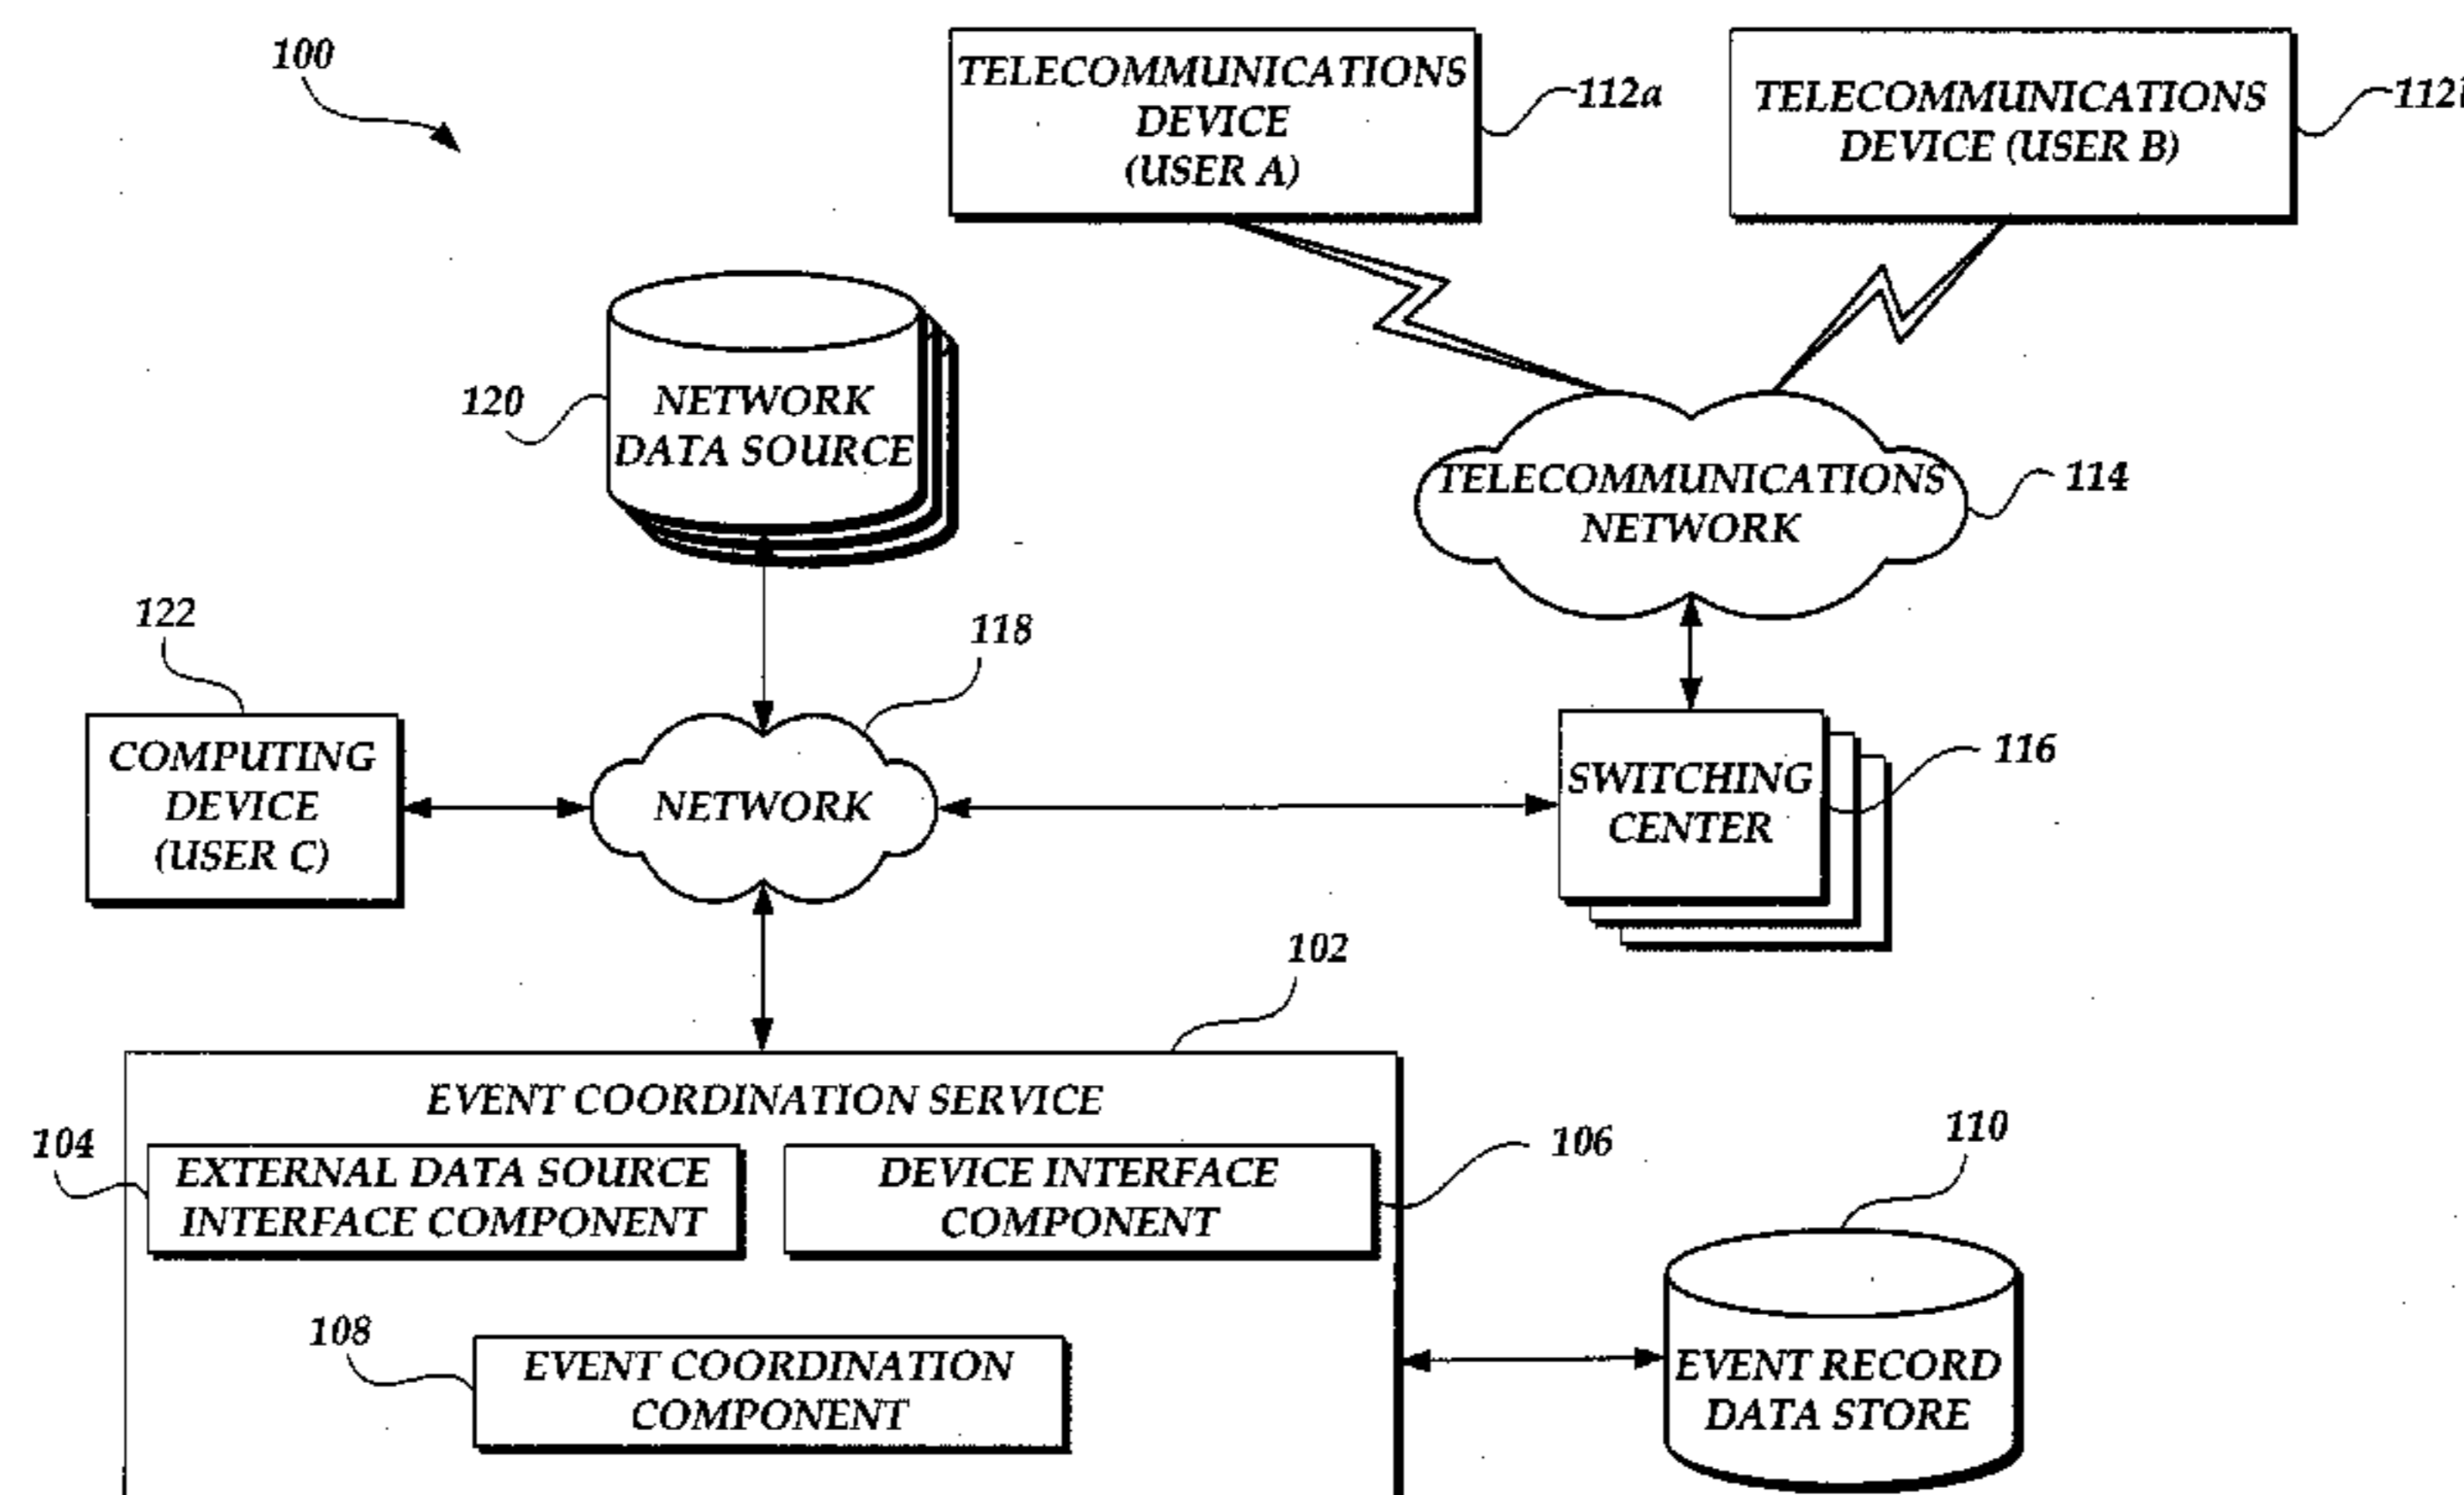 100
TELECOMMUNICATIONS
DEVICE
(USER A)
112a
TELECOMMUNICATIONS
DEVICE (USER B)
120
NETWORK
DATA SOURCE
TELECOMMUNICATIONS
NETWORK
114
122
118
COMPUTING
DEVICE
(USER C)
NETWORK
SWITCHING
CENTER
116
102
EVENT COORDINATION SERVICE
104
EXTERNAL DATA SOURCE
INTERFACE COMPONENT
DEVICE INTERFACE
COMPONENT
106
110
108
EVENT COORDINATION
COMPONENT
EVENT RECORD
DATA STORE